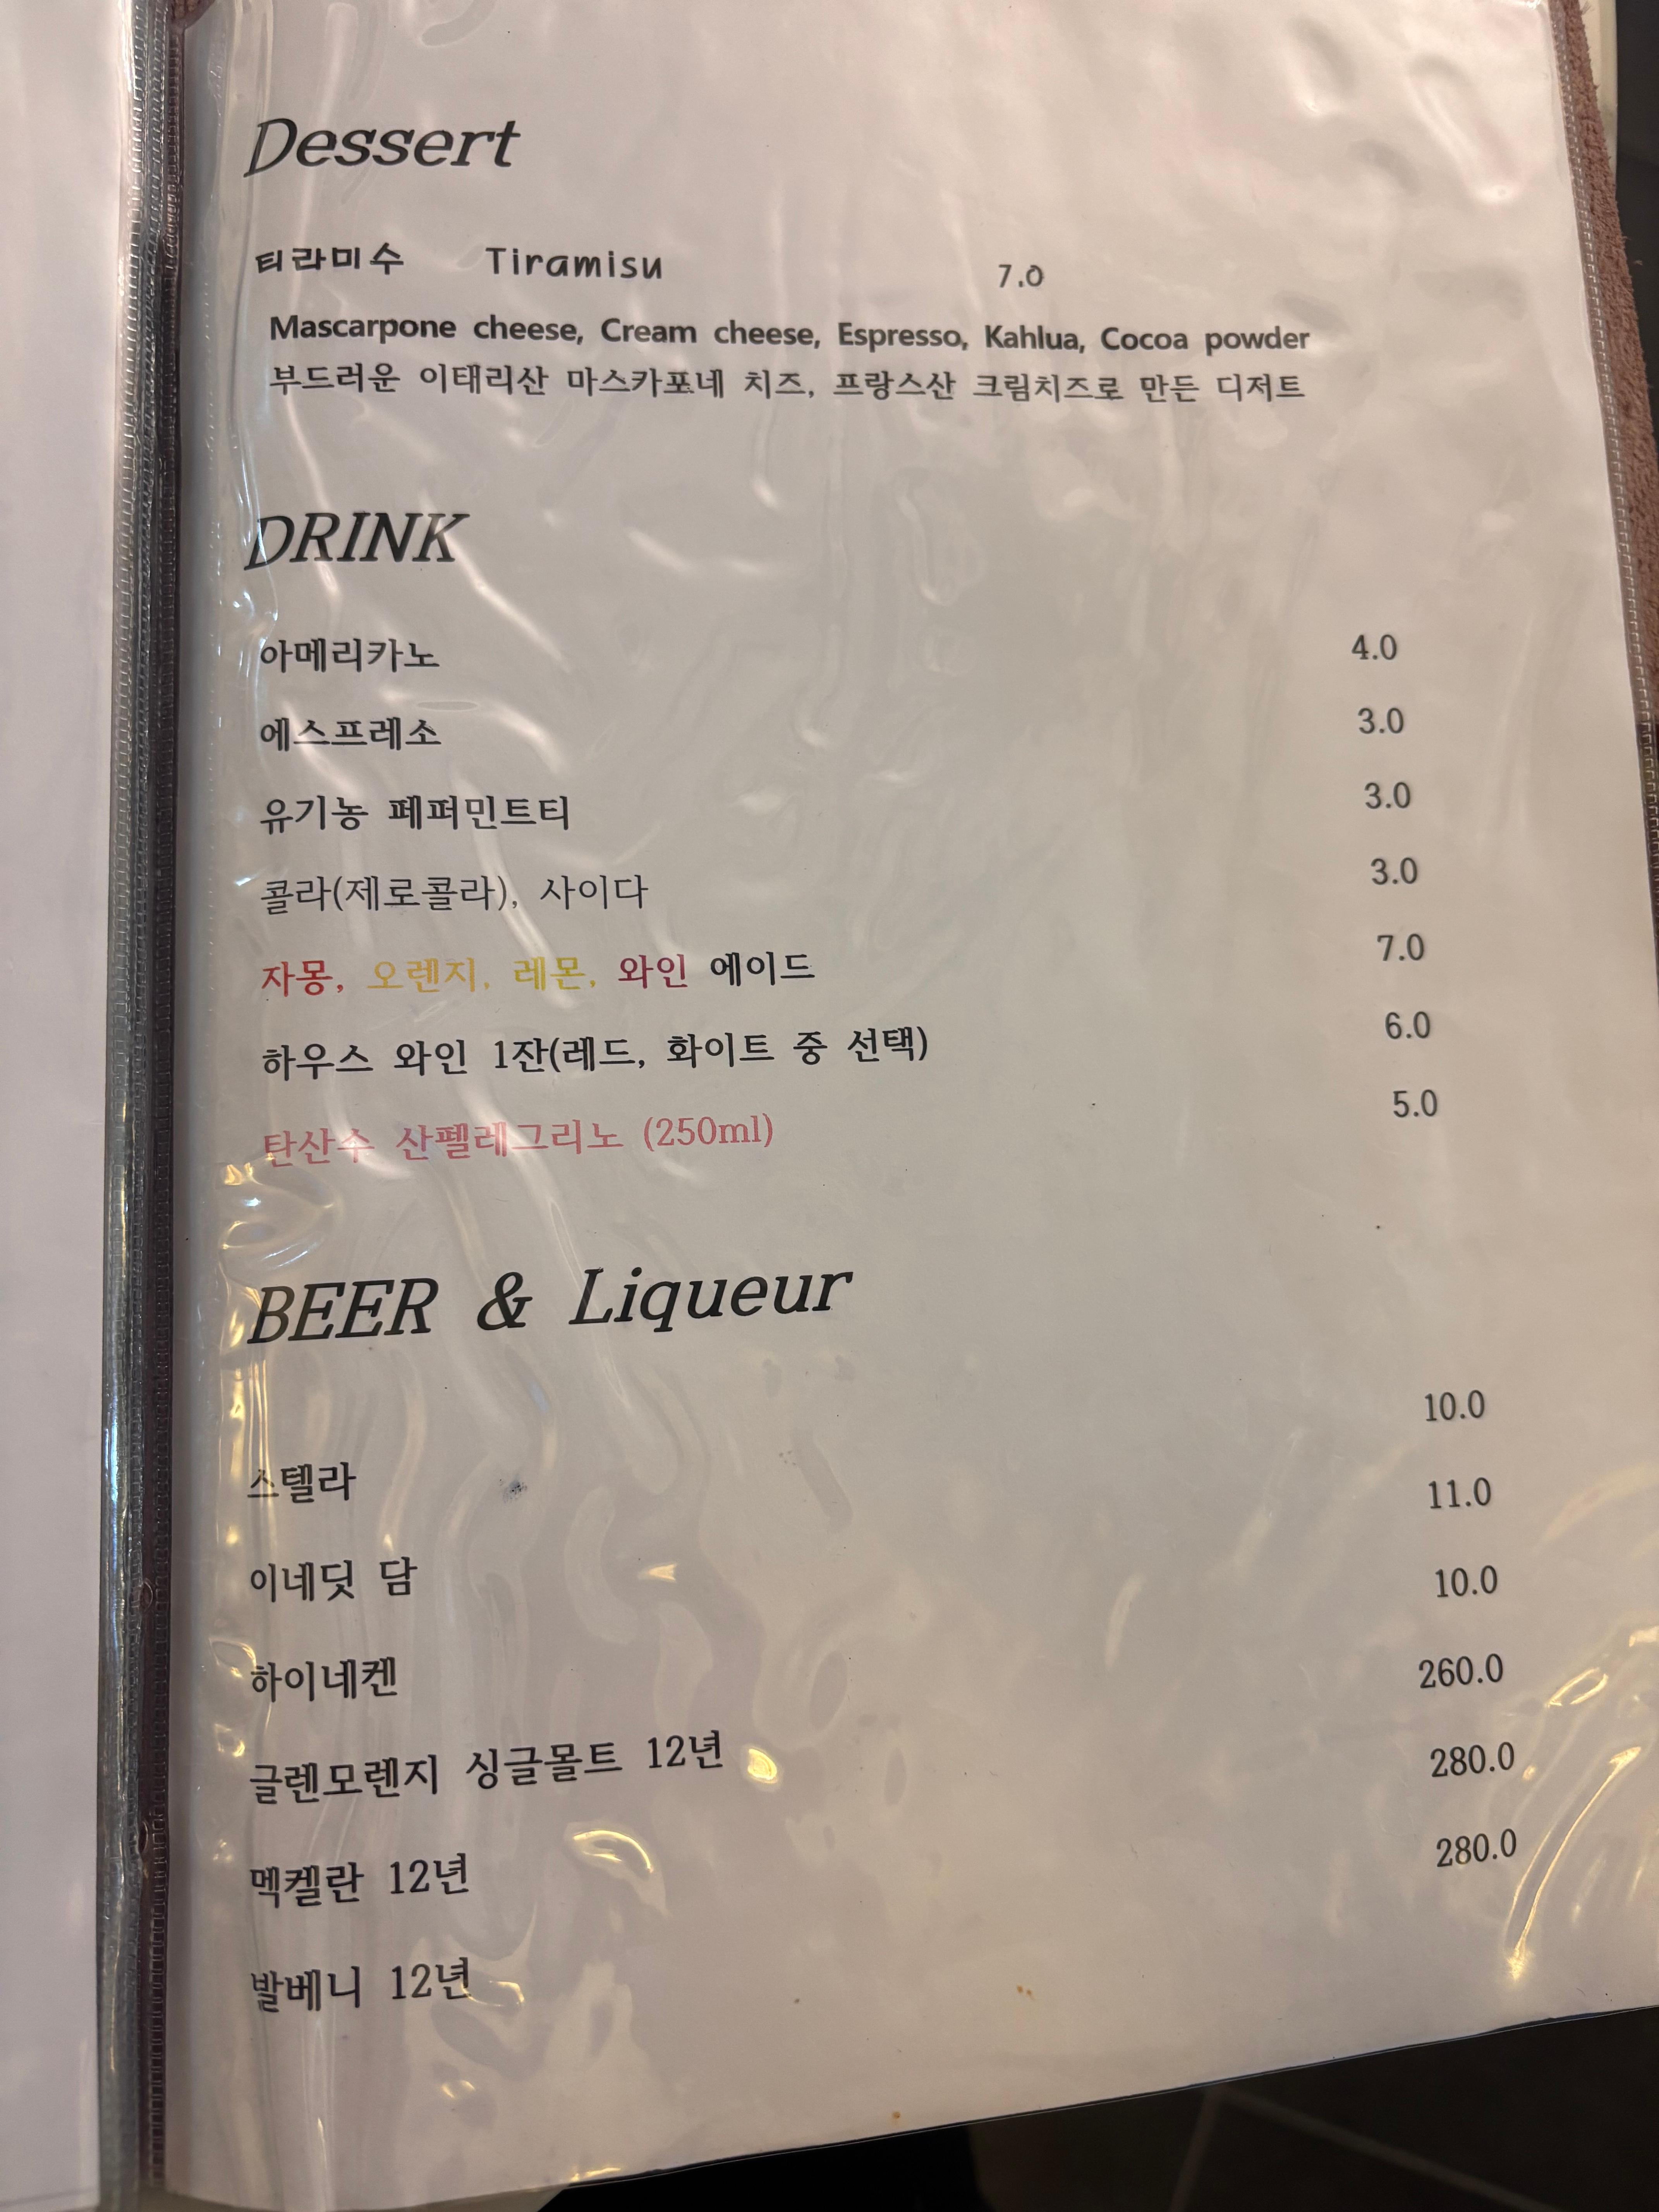 Dessert
티라미수 Tiramisu 7.0
Mascarpone cheese, Cream cheese, Espresso, Kahlua, Cocoa powder
부드러운 이태리산 마스카포네 치즈, 프랑스산 크림치즈로 만든 디저트
DRINK
아메리카노 4.0
에스프레소 3.0
유기농 페퍼민트티 3.0
콜라(제로콜라), 사이다 3.0
자몽, 오렌지, 레몬, 와인 에이드 7.0
하우스 와인 1잔(레드, 화이트 중 선택) 6.0
탄산수 산펠레그리노 (250ml) 5.0
BEER & Liqueur
스텔라 10.0
이네딧 담 11.0
하이네켄 10.0
글렌모렌지 싱글몰트 12년 260.0
멕켈란 12년 280.0
발베니 12년 280.0